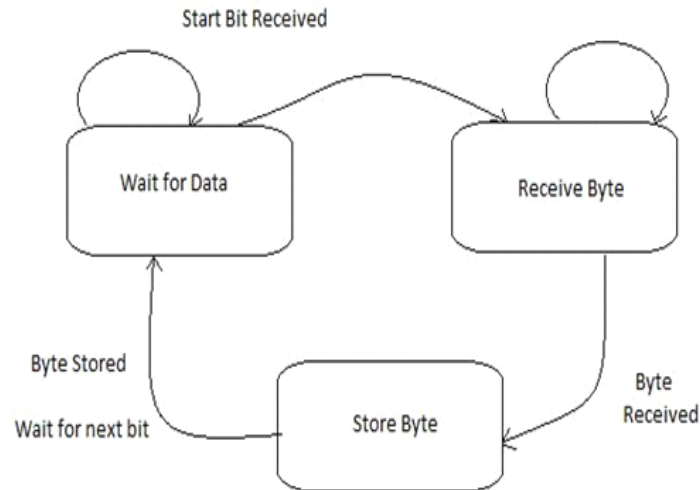 Start Bit Received
Wait for Data
Receive Byte
Byte Stored
Wait for next bit
Store Byte
Byte
Received